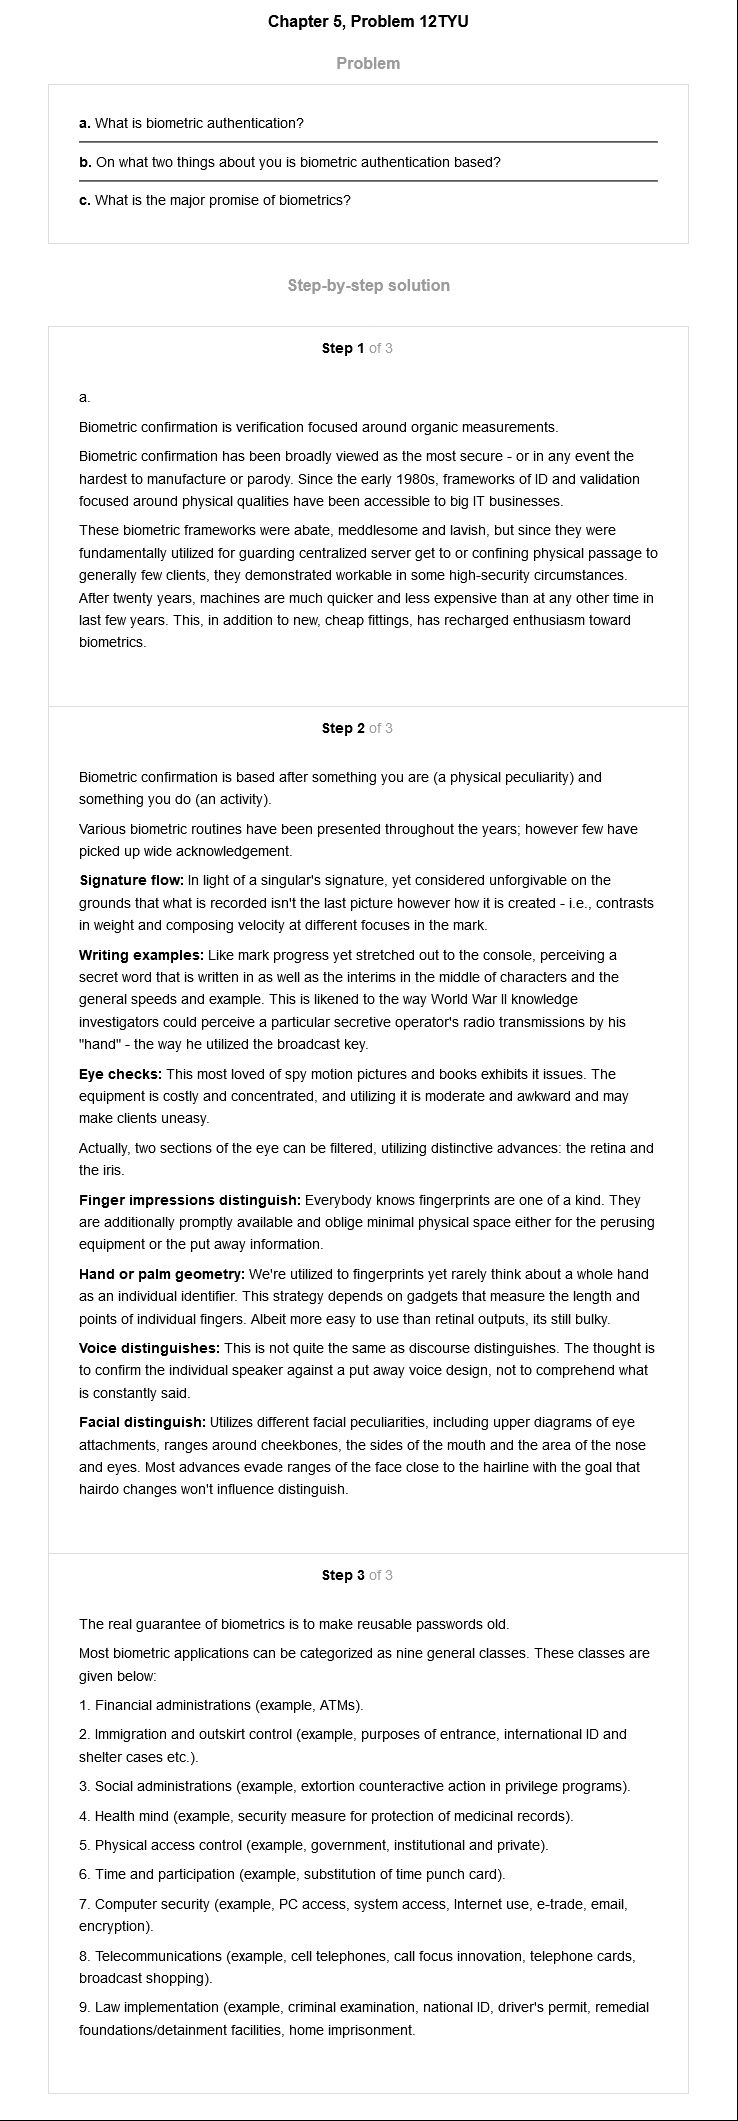 Chapter 5, Problem 12TYU
Problem
a. What is biometric authentication?
b. On what two things about you is biometric authentication based?
c. What is the major promise of biometrics?
Step-by-step solution
Step 1 of 3
a.
Biometric confirmation is verification focused around organic measurements.
Biometric confirmation has been broadly viewed as the most secure - or in any event the
hardest to manufacture or parody. Since the early 1980s, frameworks of ID and validation
focused around physical qualities have been accessible to big IT businesses.
These biometric frameworks were abate, meddlesome and lavish, but since they were
fundamentally utilized for guarding centralized server get to or confining physical passage to
generally few clients, they demonstrated workable in some high-security circumstances.
After twenty years, machines are much quicker and less expensive than at any other time in
last few years. This, in addition to new, cheap fittings, has recharged enthusiasm toward
biometrics.
Step 2 of 3
Biometric confirmation is based after something you are (a physical peculiarity) and
something you do (an activity).
Various biometric routines have been presented throughout the years; however few have
picked up wide acknowledgement.
Signature flow: In light of a singular's signature, yet considered unforgivable on the
grounds that what is recorded isn't the last picture however how it is created - i.e., contrasts
in weight and composing velocity at different focuses in the mark.
Writing examples: Like mark progress yet stretched out to the console, perceiving a
secret word that is written in as well as the interims in the middle of characters and the
general speeds and example. This is likened to the way World War II knowledge
investigators could perceive a particular secretive operator's radio transmissions by his
"hand" - the way he utilized the broadcast key.
Eye checks: This most loved of spy motion pictures and books exhibits it issues. The
equipment is costly and concentrated, and utilizing it is moderate and awkward and may
make clients uneasy.
Actually, two sections of the eye can be filtered, utilizing distinctive advances: the retina and
the iris.
Finger impressions distinguish: Everybody knows fingerprints are one of a kind. They
are additionally promptly available and oblige minimal physical space either for the perusing
equipment or the put away information.
Hand or palm geometry: We're utilized to fingerprints yet rarely think about a whole hand
as an individual identifier. This strategy depends on gadgets that measure the length and
points of individual fingers. Albeit more easy to use than retinal outputs, its still bulky.
Voice distinguishes: This is not quite the same as discourse distinguishes. The thought is
to confirm the individual speaker against a put away voice design, not to comprehend what
is constantly said.
Facial distinguish: Utilizes different facial peculiarities, including upper diagrams of eye
attachments, ranges around cheekbones, the sides of the mouth and the area of the nose
and eyes. Most advances evade ranges of the face close to the hairline with the goal that
hairdo changes won't influence distinguish.
Step 3 of 3
The real guarantee of biometrics is to make reusable passwords old.
Most biometric applications can be categorized as nine general classes. These classes are
given below:
1. Financial administrations (example, ATMs).
2. Immigration and outskirt control (example, purposes of entrance, international ID and
shelter cases etc.).
3. Social administrations (example, extortion counteractive action in privilege programs).
4. Health mind (example, security measure for protection of medicinal records).
5. Physical access control (example, government, institutional and private).
6. Time and participation (example, substitution of time punch card).
7. Computer security (example, PC access, system access, Internet use, e-trade, email,
encryption).
8. Telecommunications (example, cell telephones, call focus innovation, telephone cards,
broadcast shopping).
9. Law implementation (example, criminal examination, national ID, driver's permit, remedial
foundations/detainment facilities, home imprisonment.